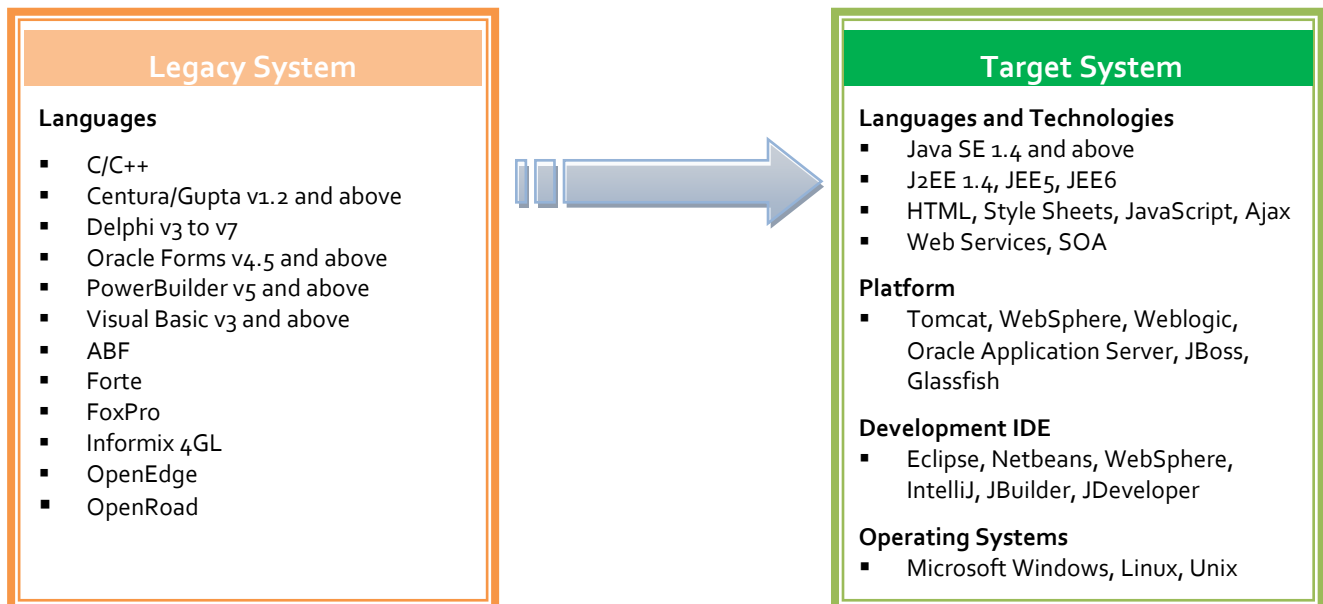 Legacy System
Languages
▪ C/C++
▪ Centura/Gupta v1.2 and above
▪ Delphi v3 to v7
▪ Oracle Forms v4.5 and above
▪ PowerBuilder v5 and above
▪ Visual Basic v3 and above
▪ ABF
▪ Forte
▪ FoxPro
▪ Informix 4GL
▪ OpenEdge
▪ OpenRoad
Target System
Languages and Technologies
▪ Java SE 1.4 and above
▪ J2EE 1.4, JEE5, JEE6
▪ HTML, Style Sheets, JavaScript, Ajax
▪ Web Services, SOA
Platform
▪ Tomcat, WebSphere, Weblogic,
Oracle Application Server, JBoss,
Glassfish
Development IDE
▪ Eclipse, Netbeans, WebSphere,
IntelliJ, JBuilder, JDeveloper
Operating Systems
▪ Microsoft Windows, Linux, Unix